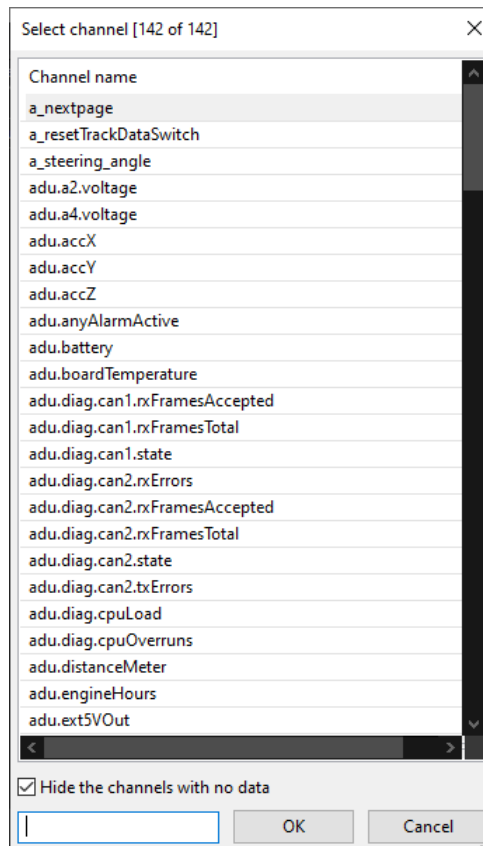 Select channel [142 of 142]
Channel name
a_nextpage
a_resetTrackDataSwitch
a_steering_angle
adu.a2.voltage
adu.a4.voltage
adu.accX
adu.accY
adu.accZ
adu.anyAlarmActive
adu.battery
adu.boardTemperature
adu.diag.can1.rxFramesAccepted
adu.diag.can1.rxFramesTotal
adu.diag.can1.state
adu.diag.can2.rxErrors
adu.diag.can2.rxFramesAccepted
adu.diag.can2.rxFramesTotal
adu.diag.can2.state
adu.diag.can2.txErrors
adu.diag.cpuLoad
adu.diag.cpuOverruns
adu.distanceMeter
adu.engineHours
adu.ext5VOut
Hide the channels with no data
OK Cancel